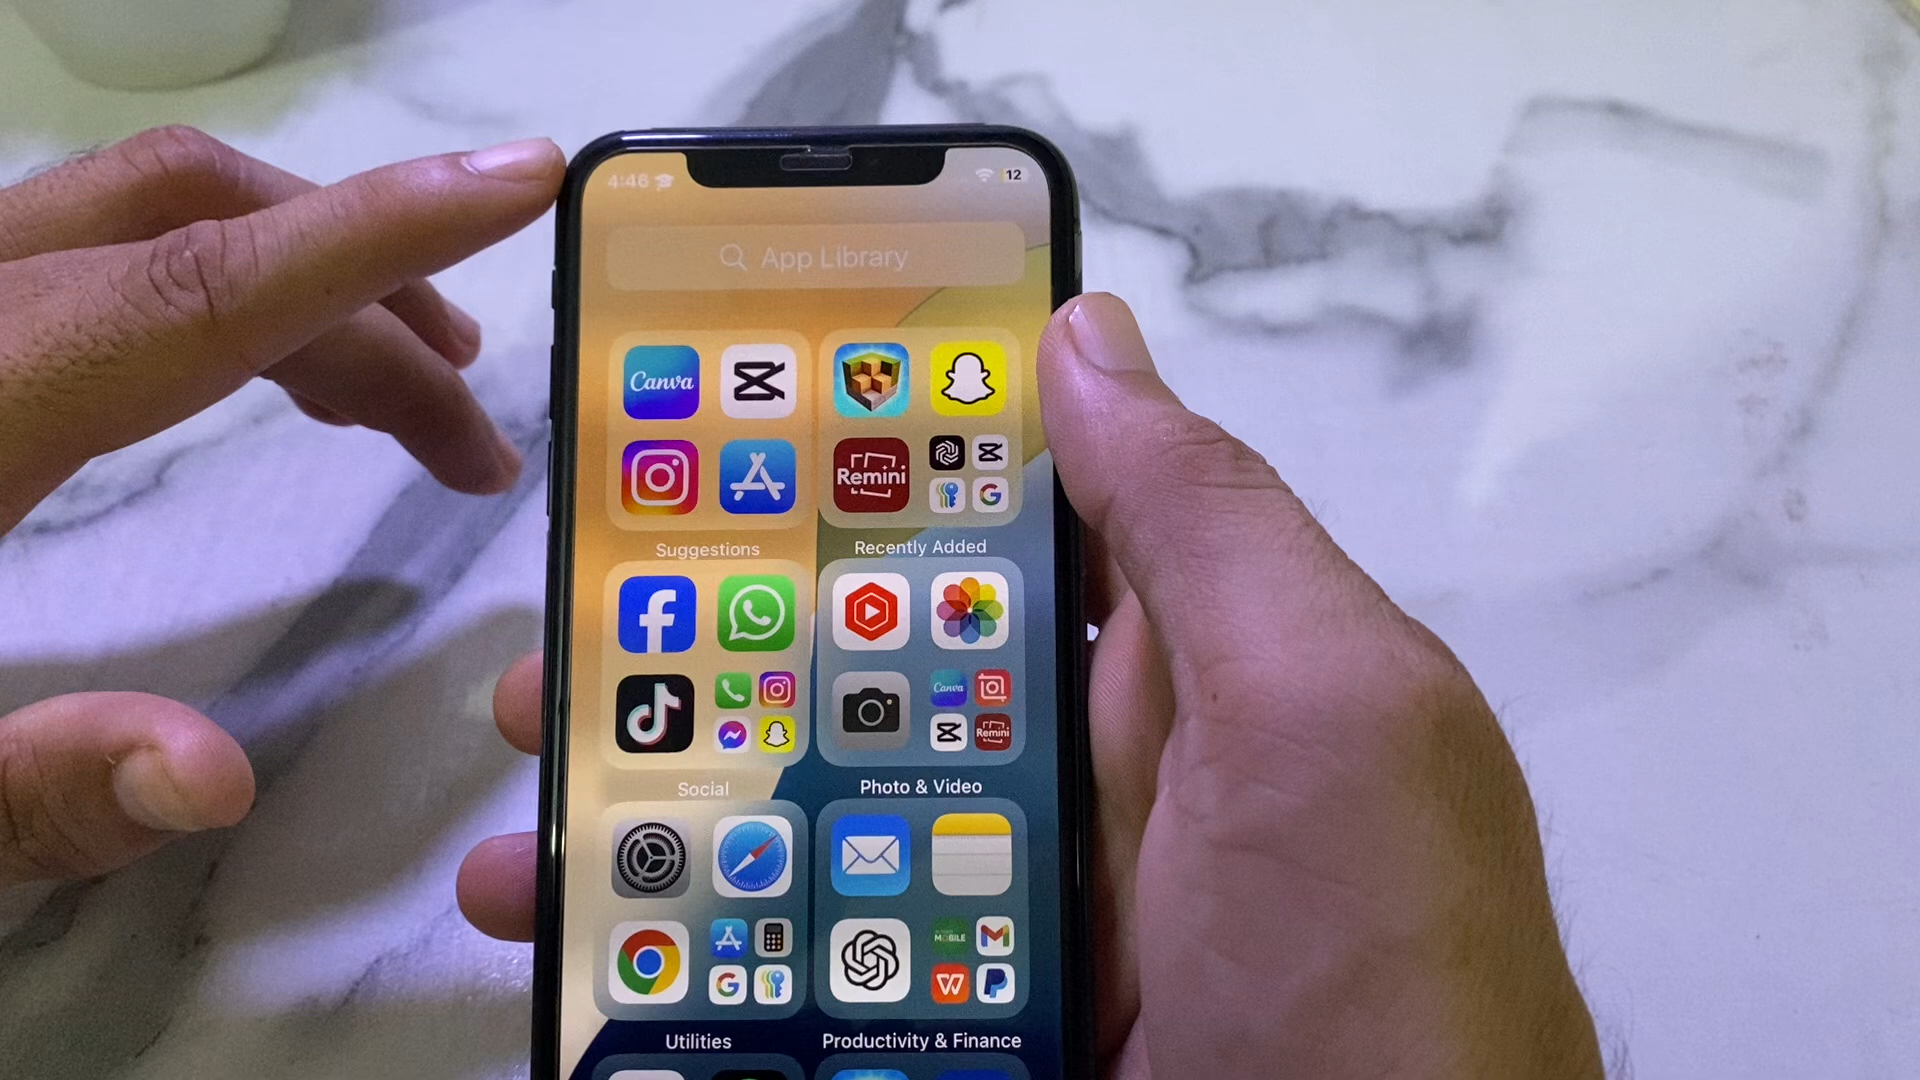 4:46
12
App Library
Canva
Remini
Suggestions
Recently Added
Canva
Remini
Social
Photo & Video
MOBILE
Utilities
Productivity & Finance